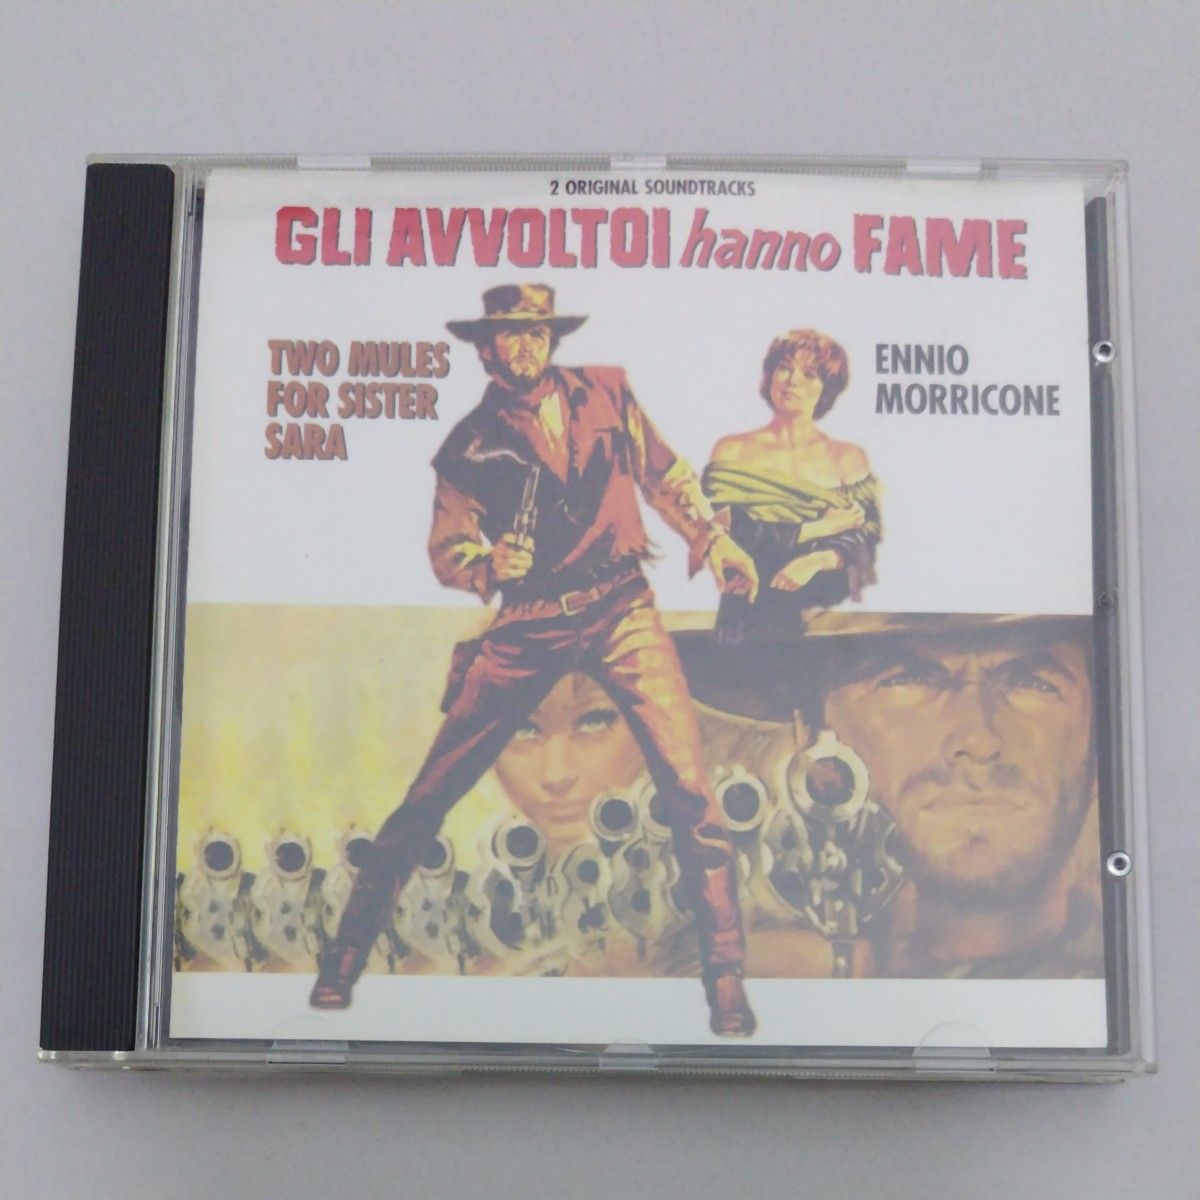 2 ORIGINAL SOUNDTRACKS
GLI AVVOLTOI hanno FAME
TWO MULES
FOR SISTER
SARA
ENNIO
MORRICONE